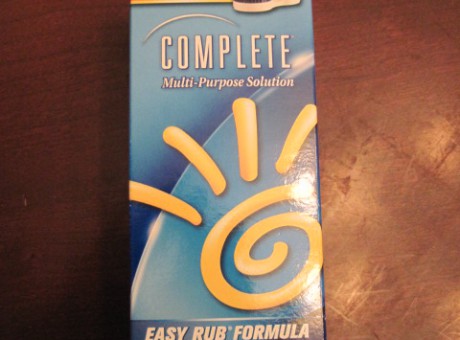 COMPLETE®
Multi-Purpose Solution
EASY RUB® FORMULA